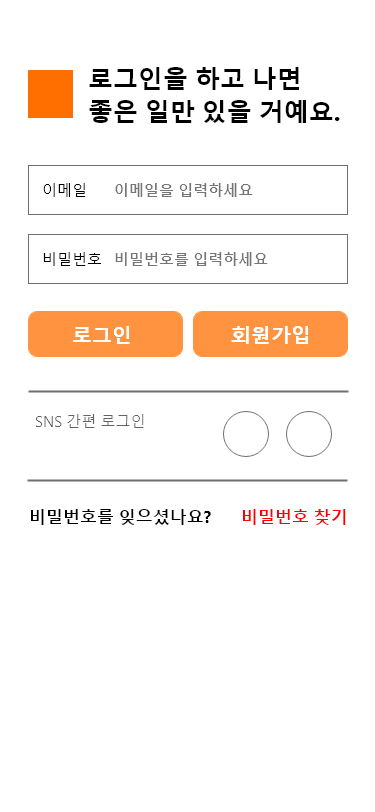 로그인을 하고 나면
좋은 일만 있을 거예요.
이메일 이메일을 입력하세요
비밀번호 비밀번호를 입력하세요
로그인 회원가입
SNS 간편 로그인
비밀번호를 잊으셨나요? 비밀번호 찾기